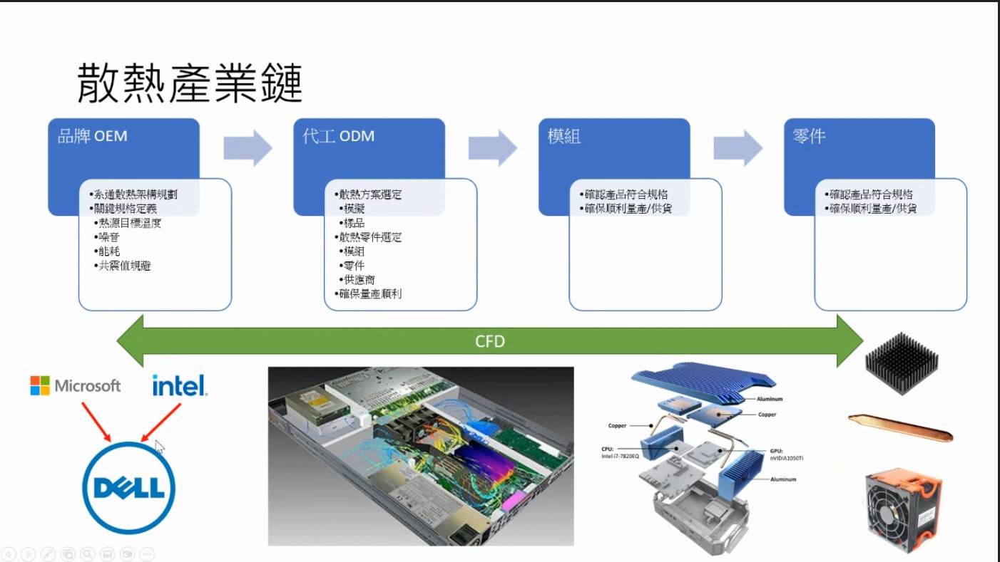 散熱產業鏈
品牌 OEM
•系通散熱架構規劃
•關鍵規格定義
•熱源目標溫度
•噪音
•能耗
•共震值規避
代工 ODM
•散熱方案選定
•模擬
•樣品
•散熱零件選定
•模組
•零件
•供應商
•確保量產順利
模組
•確認產品符合規格
•確保順利量產/供貨
零件
•確認產品符合規格
•確保順利量產/供貨
CFD
Microsoft
intel.
DELL
Aluminum
Copper
Copper
CPU:
Intel i7-7820EQ
GPU:
nVIDIA1050Ti
Aluminum